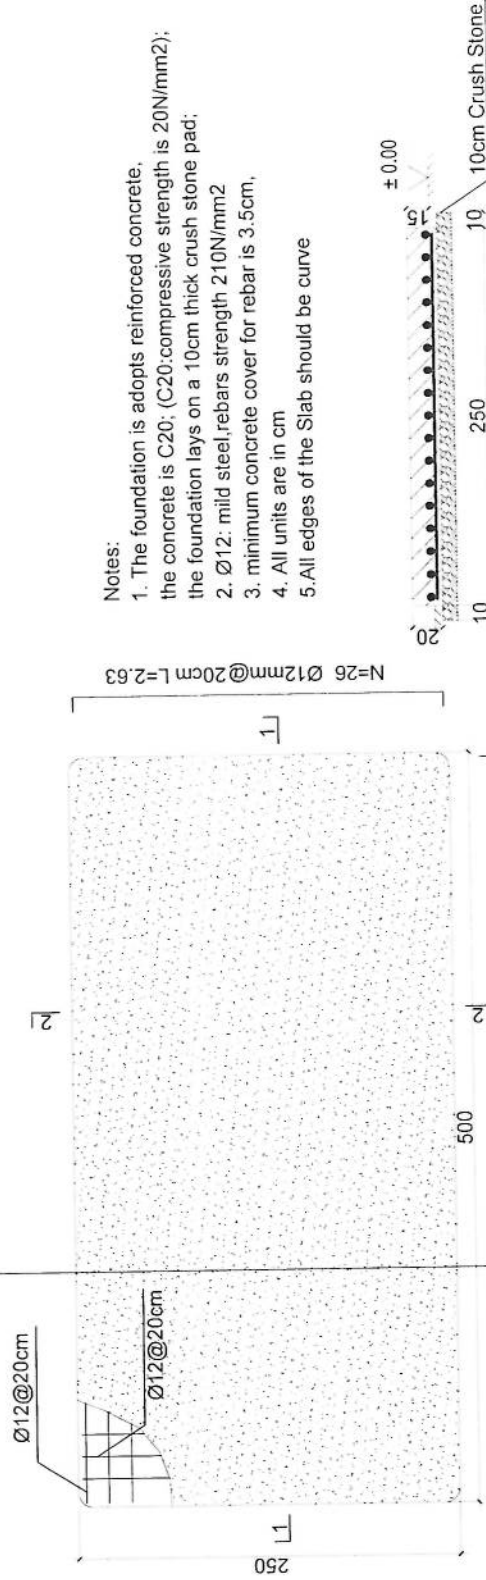 Notes:
1. The foundation is adopts reinforced concrete,
the concrete is C20; (C20:compressive strength is 20N/mm2);
the foundation lays on a 10cm thick crush stone pad;
2. Ø12: mild steel,rebars strength 210N/mm2
3. minimum concrete cover for rebar is 3.5cm,
4. All units are in cm
5.All edges of the Slab should be curve
± 0.00
15
20
10
250
10
10cm Crush Stone
N=26 Ø12mm@20cm L=2.63
Ø12@20cm
Ø12@20cm
1
1
2
2
500
250